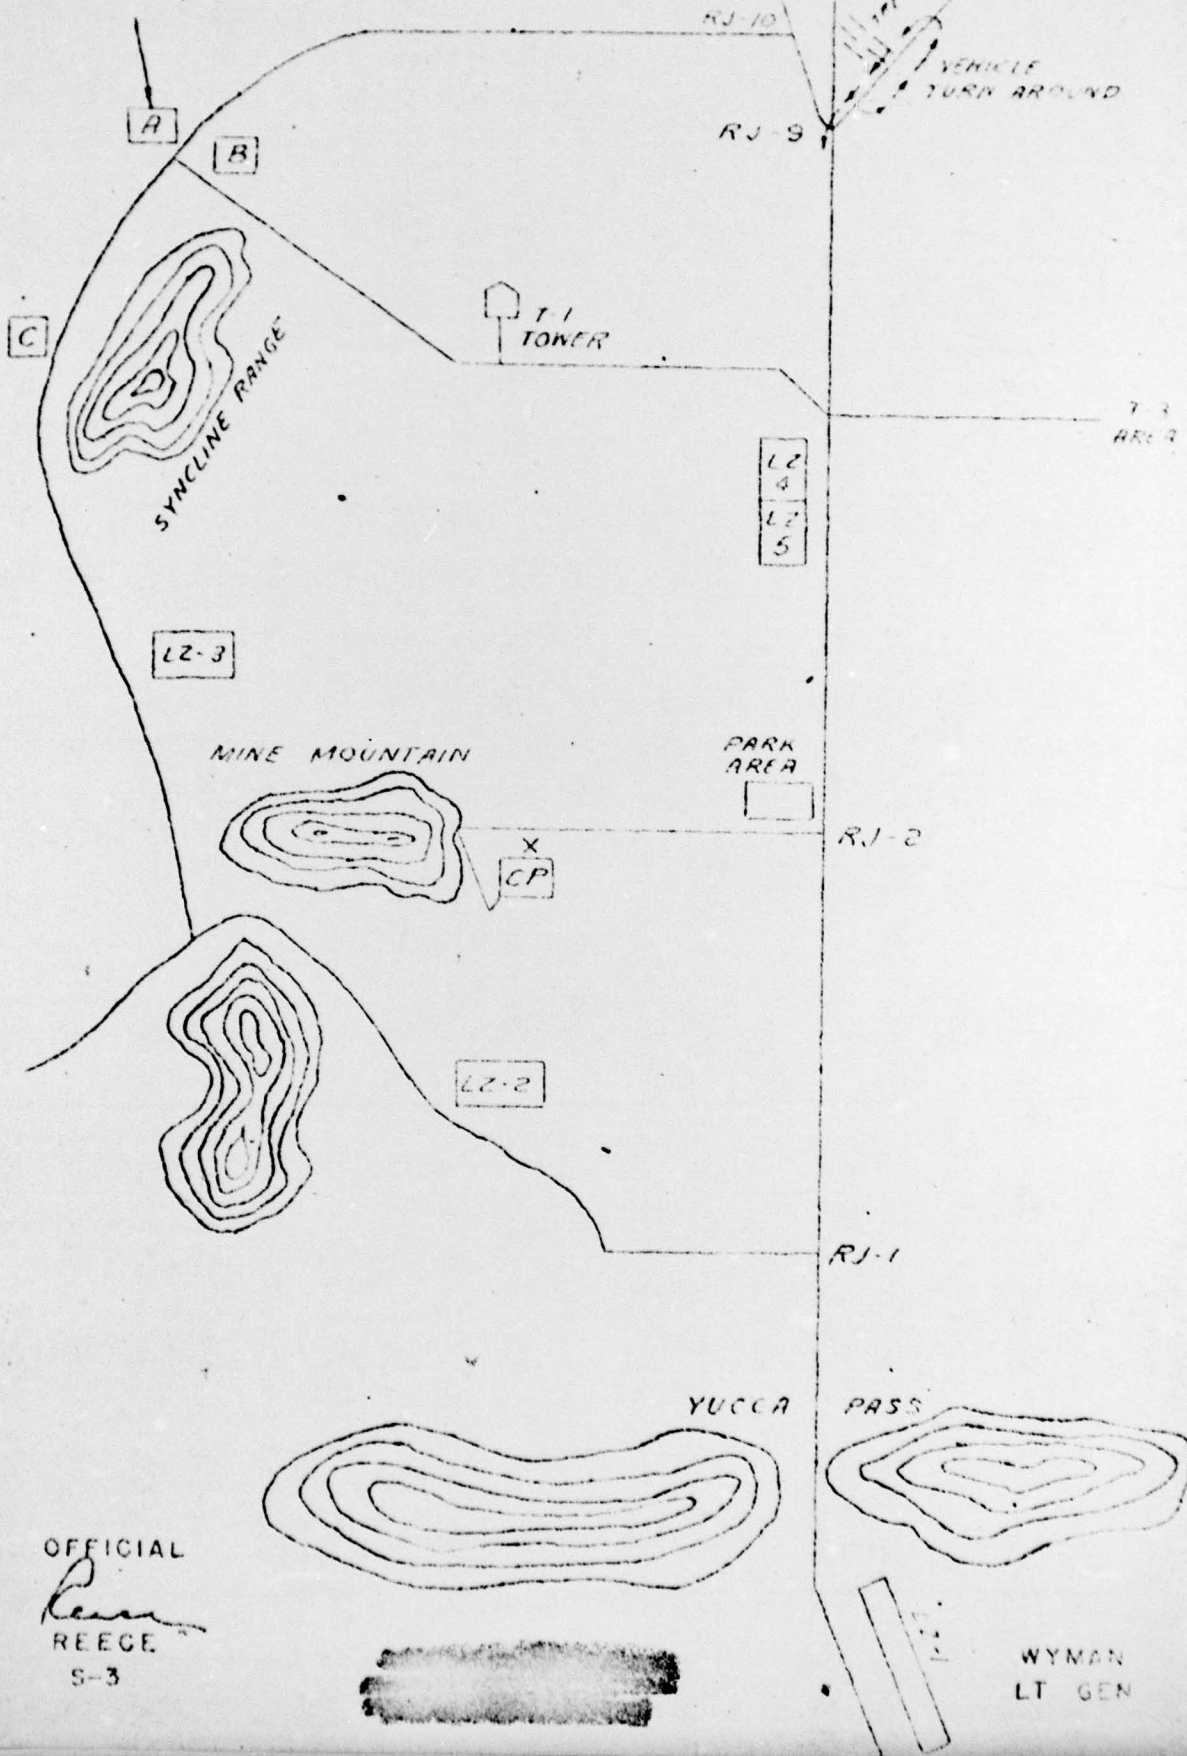 RJ-10
VEHICLE
TURN AROUND
RJ-9
A
B
C
T-1
TOWER
SYNCLINE RANGE
T-3
AREA
LZ
4
LZ
5
LZ-3
MINE MOUNTAIN
PARK
AREA
RJ-2
X
CP
LZ-2
RJ-1
YUCCA PASS
OFFICIAL
REECE
S-3
WYMAN
LT GEN